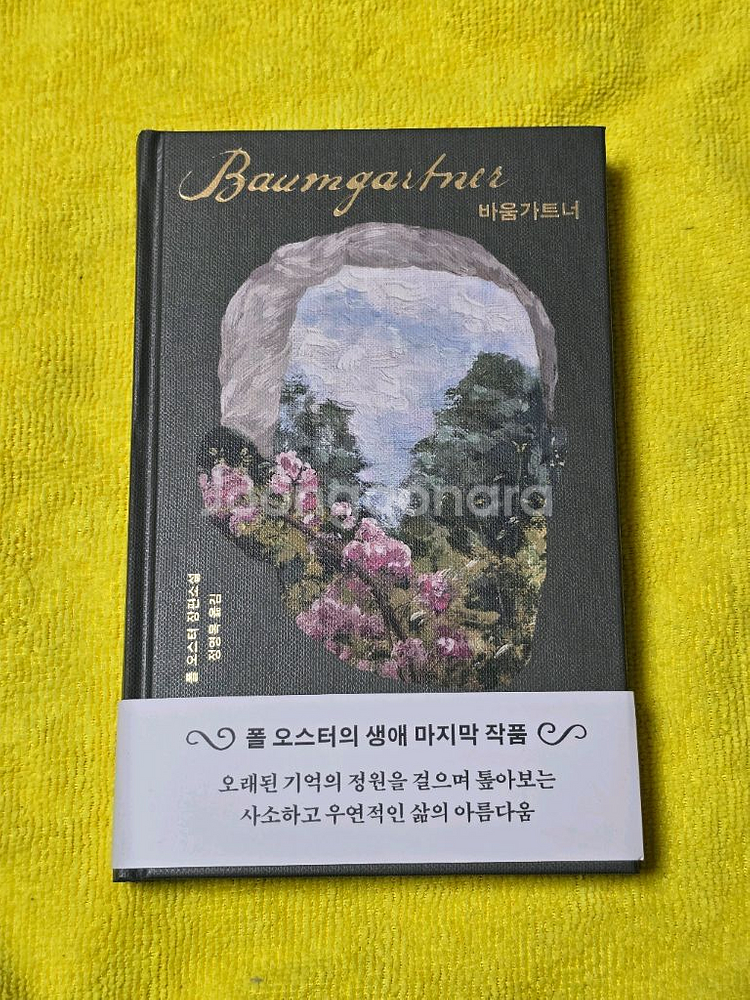 Baumgartner
바움가트너
joongonara
폴 오스터 장편소설
정영목 옮김
폴 오스터의 생애 마지막 작품
오래된 기억의 정원을 걸으며 톺아보는
사소하고 우연적인 삶의 아름다움